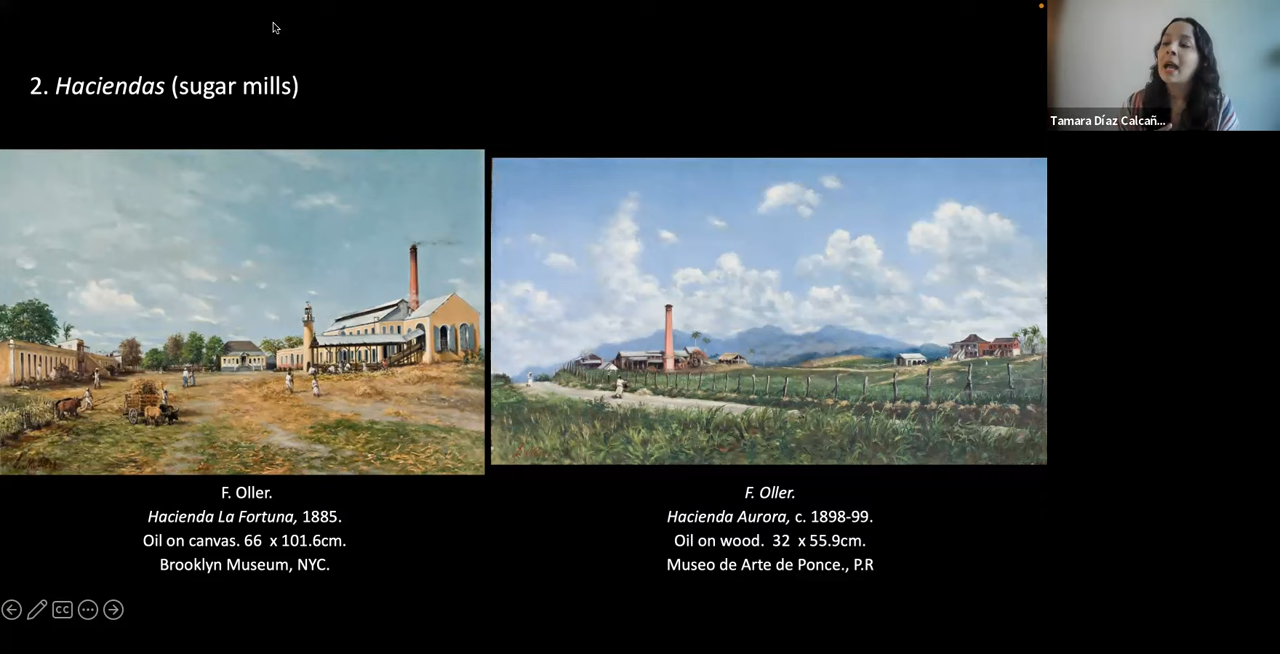 2. Haciendas (sugar mills)
Tamara Díaz Calcañ...
F. Oller.
Hacienda La Fortuna, 1885.
Oil on canvas. 66 x 101.6cm.
Brooklyn Museum, NYC.
F. Oller.
Hacienda Aurora, c. 1898-99.
Oil on wood. 32 x 55.9cm.
Museo de Arte de Ponce., P.R
CC